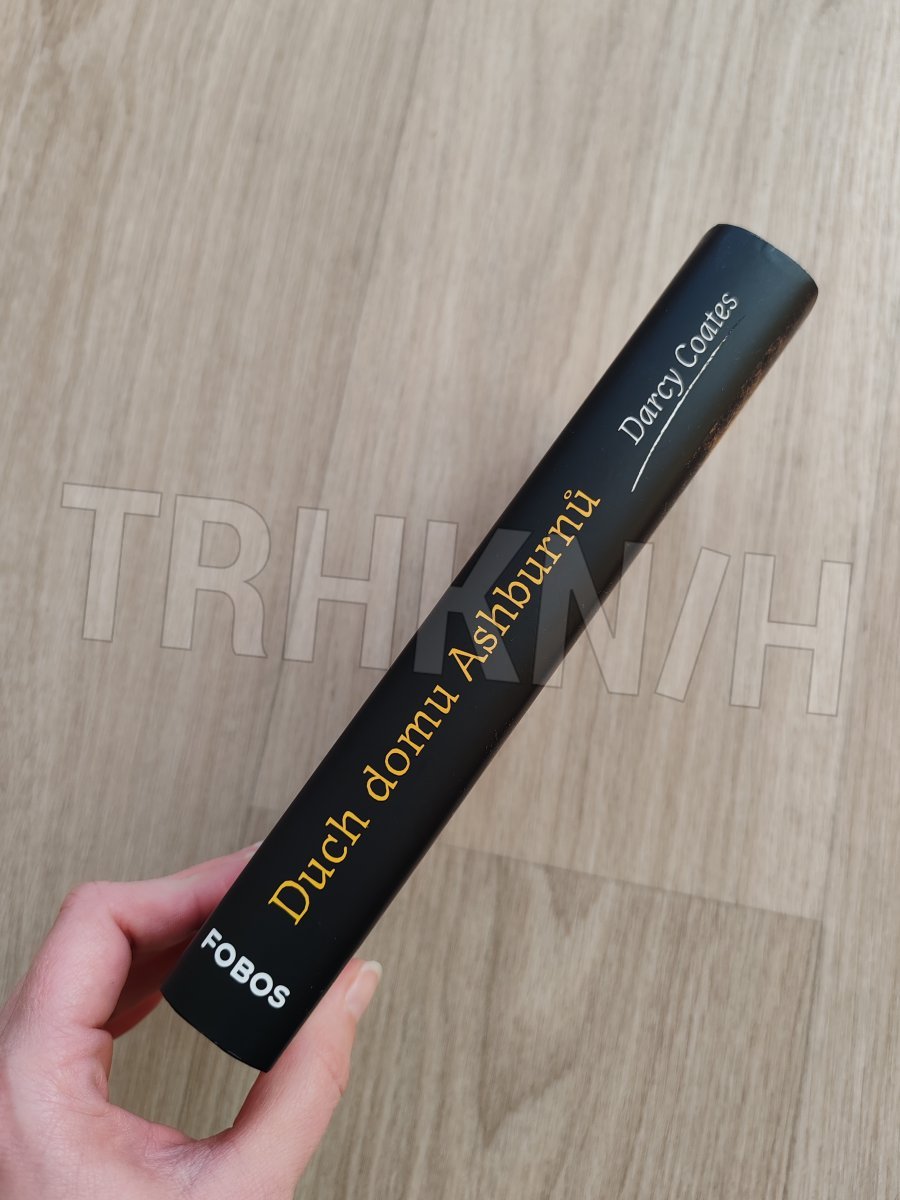 Darcy Coates
Duch domu Ashburnů
FOBOS
TRHKNIH